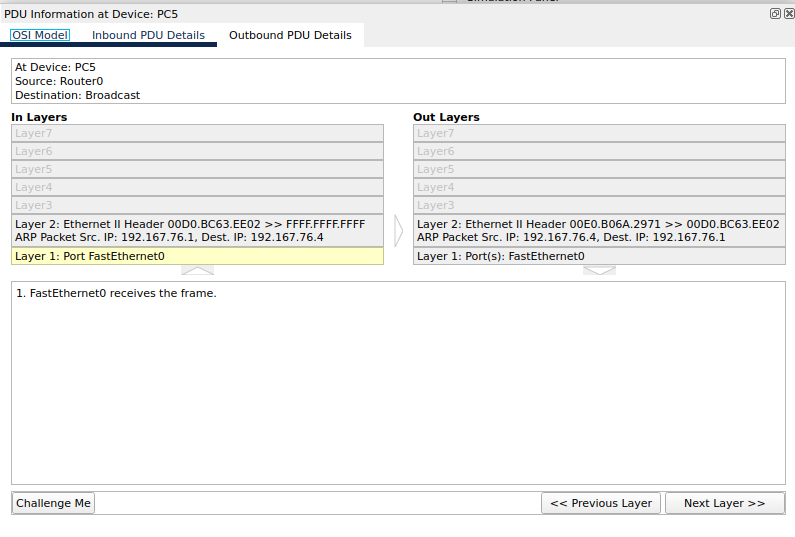 PDU Information at Device: PC5
OSI Model Inbound PDU Details Outbound PDU Details
At Device: PC5
Source: Router0
Destination: Broadcast
In Layers
Layer7
Layer6
Layer5
Layer4
Layer3
Layer 2: Ethernet II Header 00D0.BC63.EE02 >> FFFF.FFFF.FFFF
ARP Packet Src. IP: 192.167.76.1, Dest. IP: 192.167.76.4
Layer 1: Port FastEthernet0
Out Layers
Layer7
Layer6
Layer5
Layer4
Layer3
Layer 2: Ethernet II Header 00E0.B06A.2971 >> 00D0.BC63.EE02
ARP Packet Src. IP: 192.167.76.4, Dest. IP: 192.167.76.1
Layer 1: Port(s): FastEthernet0
1. FastEthernet0 receives the frame.
Challenge Me << Previous Layer Next Layer >>